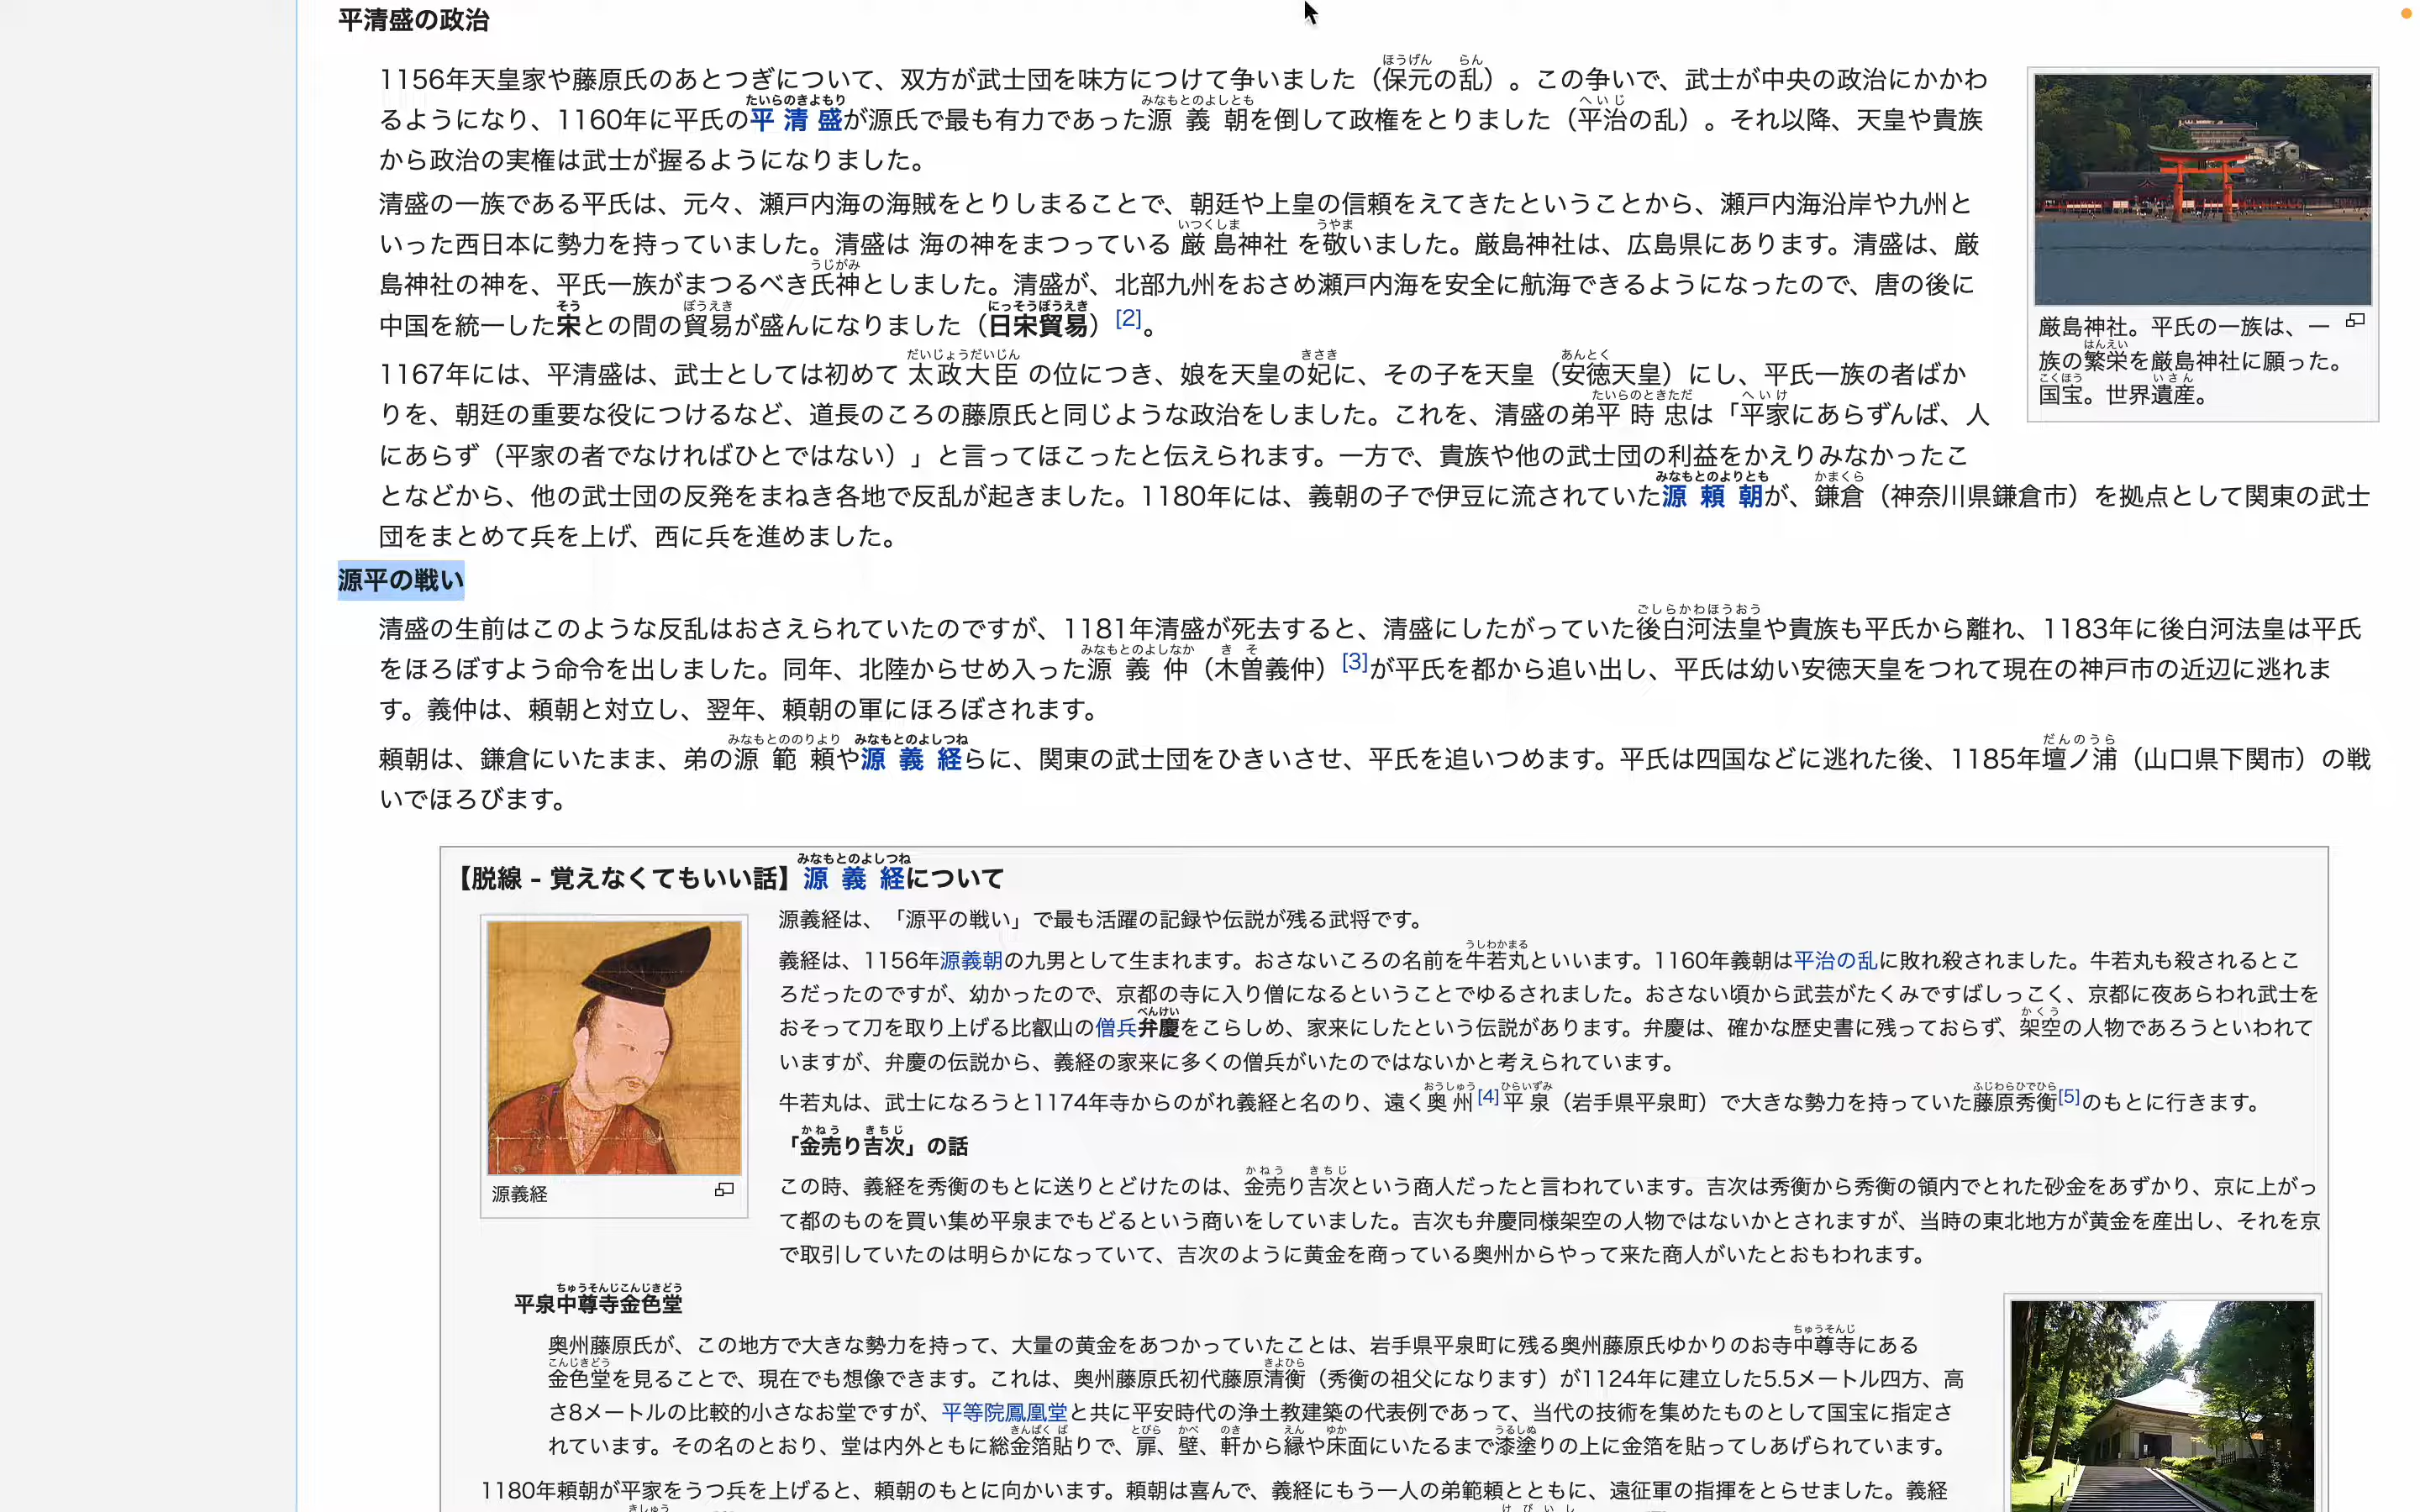 平清盛の政治
1156年天皇家や藤原氏のあとつぎについて、双方が武士団を味方につけて争いました（保元の乱）。この争いで、武士が中央の政治にかかわ
るようになり、1160年に平氏の平清盛が源氏で最も有力であった源義朝を倒して政権をとりました（平治の乱）。それ以降、天皇や貴族
から政治の実権は武士が握るようになりました。
清盛の一族である平氏は、元々、瀬戸内海の海賊をとりしまることで、朝廷や上皇の信頼をえてきたということから、瀬戸内海沿岸や九州と
いった西日本に勢力を持っていました。清盛は 海の神をまつっている 厳島神社 を敬いました。厳島神社は、広島県にあります。清盛は、厳
島神社の神を、平氏一族がまつるべき氏神としました。清盛が、北部九州をおさめ瀬戸内海を安全に航海できるようになったので、唐の後に
中国を統一した宋との間の貿易が盛んになりました（日宋貿易）[2]。
1167年には、平清盛は、武士としては初めて 太政大臣 の位につき、娘を天皇の妃に、その子を天皇（安徳天皇）にし、平氏一族の者ばか
りを、朝廷の重要な役につけるなど、道長のころの藤原氏と同じような政治をしました。これを、清盛の弟平時忠は「平家にあらずんば、人
にあらず（平家の者でなければひとではない）」と言ってほこったと伝えられます。一方で、貴族や他の武士団の利益をかえりみなかったこ
となどから、他の武士団の反発をまねき各地で反乱が起きました。1180年には、義朝の子で伊豆に流されていた源頼朝が、鎌倉（神奈川県鎌倉市）を拠点として関東の武士
団をまとめて兵を上げ、西に兵を進めました。
厳島神社。平氏の一族は、一
族の繁栄を厳島神社に願った。
国宝。世界遺産。
源平の戦い
清盛の生前はこのような反乱はおさえられていたのですが、1181年清盛が死去すると、清盛にしたがっていた後白河法皇や貴族も平氏から離れ、1183年に後白河法皇は平氏
をほろぼすよう命令を出しました。同年、北陸からせめ入った源義仲（木曽義仲）[3]が平氏を都から追い出し、平氏は幼い安徳天皇をつれて現在の神戸市の近辺に逃れま
す。義仲は、頼朝と対立し、翌年、頼朝の軍にほろぼされます。
頼朝は、鎌倉にいたまま、弟の源範頼や源義経らに、関東の武士団をひきいさせ、平氏を追いつめます。平氏は四国などに逃れた後、1185年壇ノ浦（山口県下関市）の戦
いでほろびます。
【脱線 - 覚えなくてもいい話】源義経について
源義経は、「源平の戦い」で最も活躍の記録や伝説が残る武将です。
義経は、1156年源義朝の九男として生まれます。おさないころの名前を牛若丸といいます。1160年義朝は平治の乱に敗れ殺されました。牛若丸も殺されるとこ
ろだったのですが、幼かったので、京都の寺に入り僧になるということでゆるされました。おさない頃から武芸がたくみですばしっこく、京都に夜あらわれ武士を
おそって刀を取り上げる比叡山の僧兵弁慶をこらしめ、家来にしたという伝説があります。弁慶は、確かな歴史書に残っておらず、架空の人物であろうといわれて
いますが、弁慶の伝説から、義経の家来に多くの僧兵がいたのではないかと考えられています。
牛若丸は、武士になろうと1174年寺からのがれ義経と名のり、遠く奥州[4]平泉（岩手県平泉町）で大きな勢力を持っていた藤原秀衡[5]のもとに行きます。
「金売り吉次」の話
この時、義経を秀衡のもとに送りとどけたのは、金売り吉次という商人だったと言われています。吉次は秀衡から秀衡の領内でとれた砂金をあずかり、京に上がっ
て都のものを買い集め平泉までもどるという商いをしていました。吉次も弁慶同様架空の人物ではないかとされますが、当時の東北地方が黄金を産出し、それを京
で取引していたのは明らかになっていて、吉次のように黄金を商っている奥州からやって来た商人がいたとおもわれます。
源義経
平泉中尊寺金色堂
奥州藤原氏が、この地方で大きな勢力を持って、大量の黄金をあつかっていたことは、岩手県平泉町に残る奥州藤原氏ゆかりのお寺中尊寺にある
金色堂を見ることで、現在でも想像できます。これは、奥州藤原氏初代藤原清衡（秀衡の祖父になります）が1124年に建立した5.5メートル四方、高
さ8メートルの比較的小さなお堂ですが、平等院鳳凰堂と共に平安時代の浄土教建築の代表例であって、当代の技術を集めたものとして国宝に指定さ
れています。その名のとおり、堂は内外ともに総金箔貼りで、扉、壁、軒から縁や床面にいたるまで漆塗りの上に金箔を貼ってしあげられています。
1180年頼朝が平家をうつ兵を上げると、頼朝のもとに向かいます。頼朝は喜んで、義経にもう一人の弟範頼とともに、遠征軍の指揮をとらせました。義経